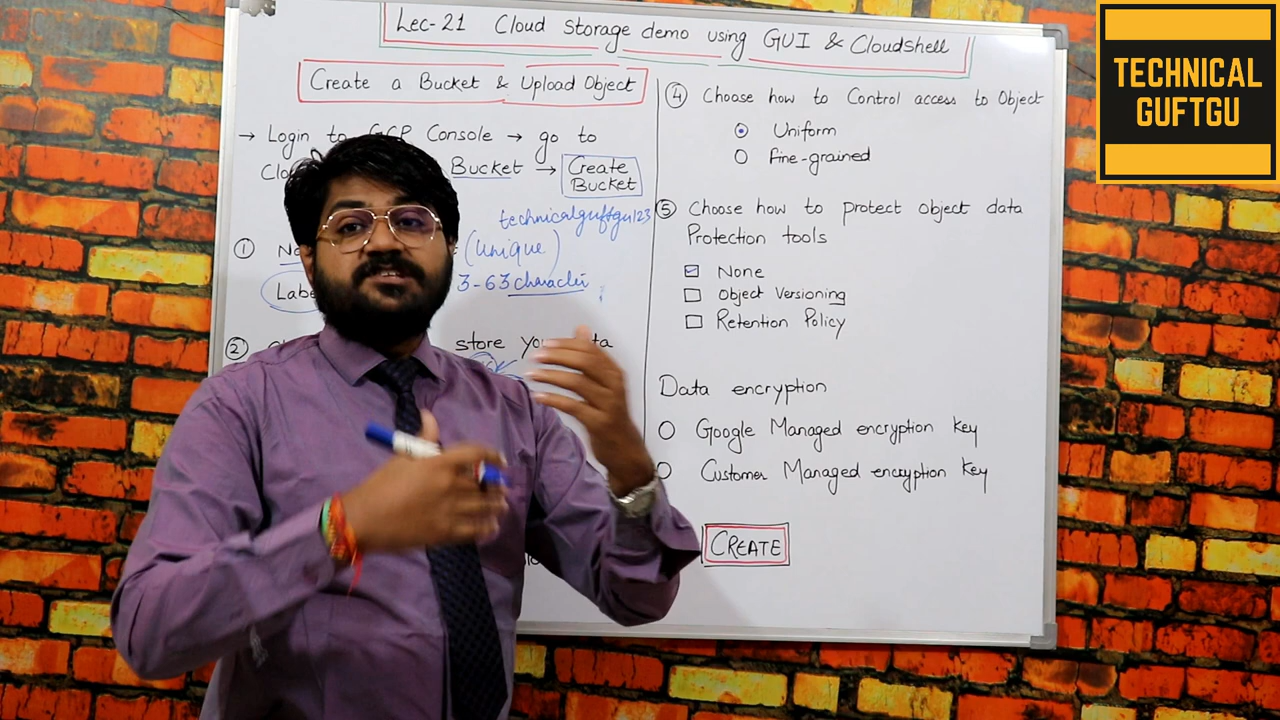 Lec-21 Cloud storage demo using GUI & Cloudshell
Create a Bucket & Upload Object
→ Login to GCP Console → go to
Bucket → Create Bucket
technicalguftgu123
①
(Unique)
3-63 character
②
store
④ Choose how to Control access to Object
Uniform
Fine-grained
⑤ Choose how to protect object data
Protection tools
None
Object Versioning
Retention Policy
Data encryption
Google Managed encryption key
Customer Managed encryption key
CREATE
TECHNICAL
GUFTGU